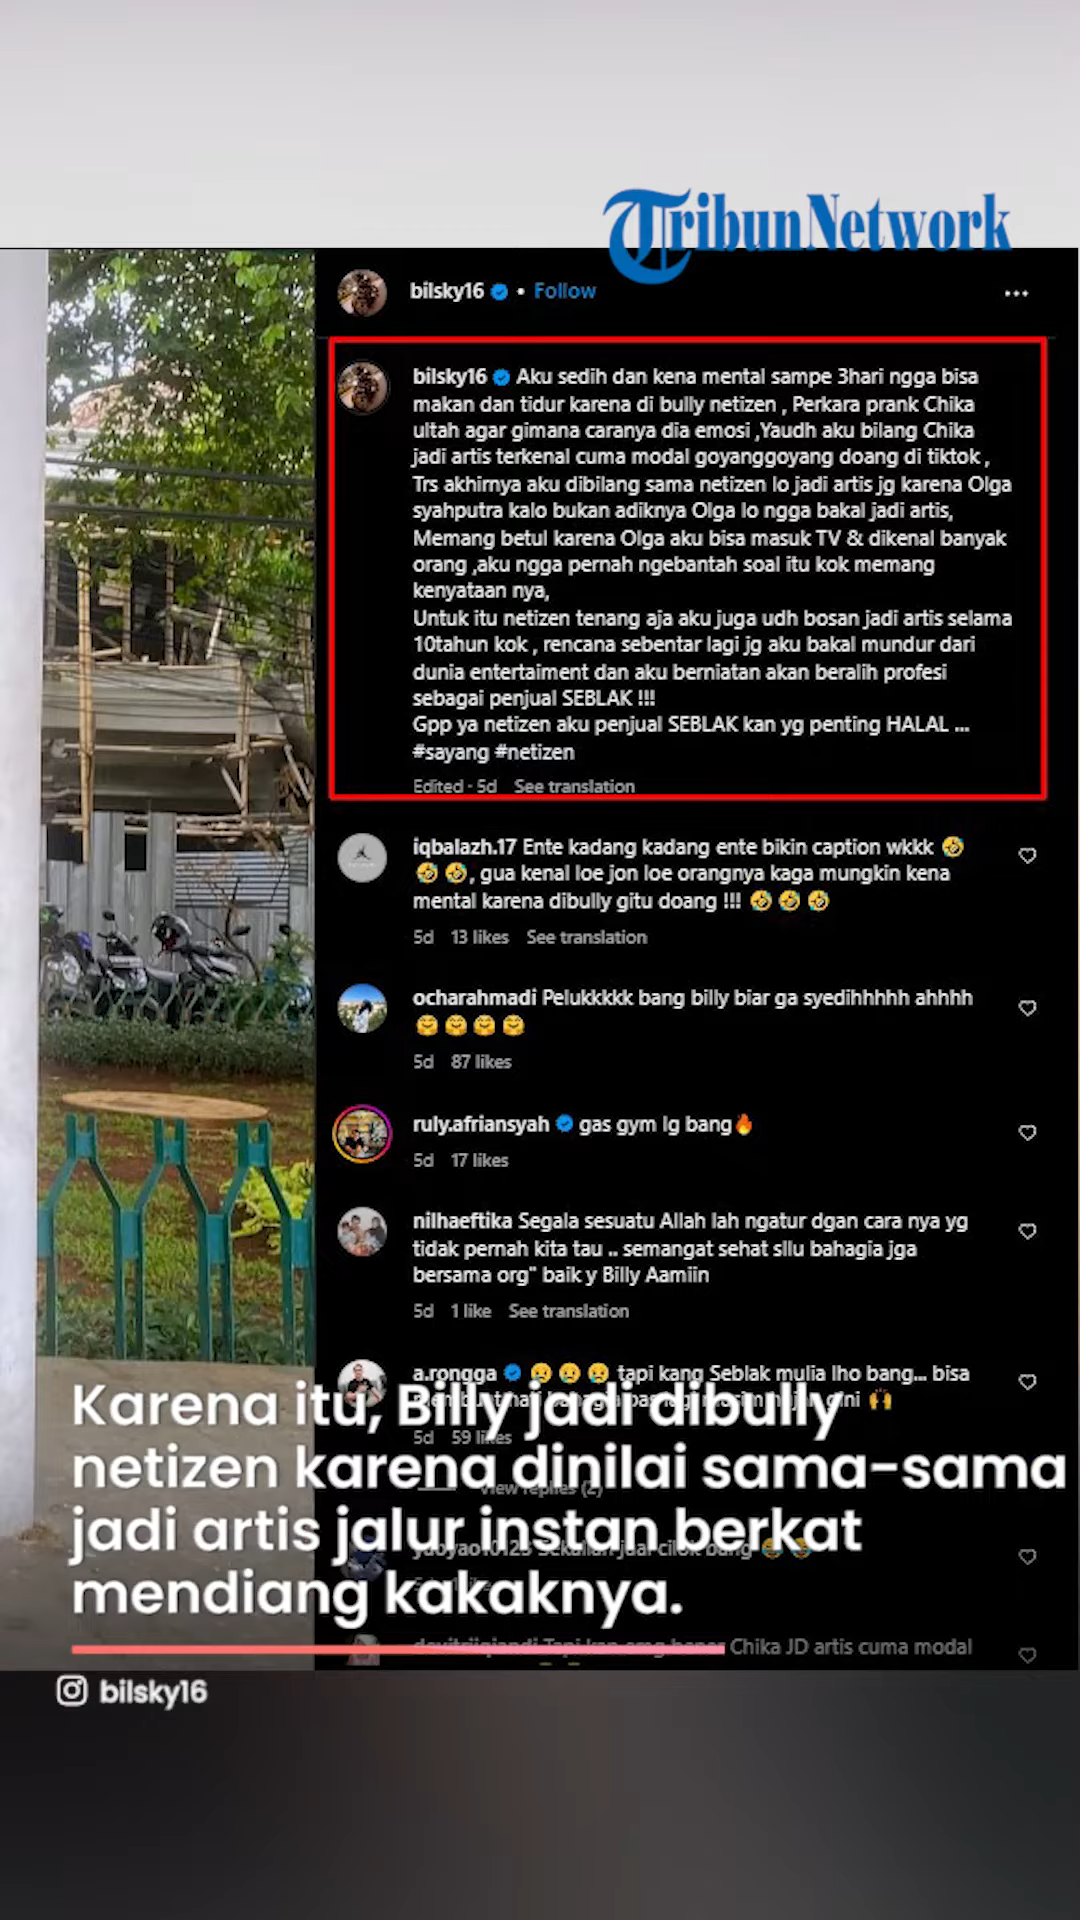 TribunNetwork
bilsky16 • Follow
bilsky16 Aku sedih dan kena mental sampe 3hari ngga bisa
makan dan tidur karena di bully netizen , Perkara prank Chika
ultah agar gimana caranya dia emosi ,Yaudh aku bilang Chika
jadi artis terkenal cuma modal goyanggoyang doang di tiktok ,
Trs akhirnya aku dibilang sama netizen lo jadi artis jg karena Olga
syahputra kalo bukan adiknya Olga lo ngga bakal jadi artis,
Memang betul karena Olga aku bisa masuk TV & dikenal banyak
orang ,aku ngga pernah ngebantah soal itu kok memang
kenyataan nya,
Untuk itu netizen tenang aja aku juga udh bosan jadi artis selama
10tahun kok , rencana sebentar lagi jg aku bakal mundur dari
dunia entertaiment dan aku berniatan akan beralih profesi
sebagai penjual SEBLAK !!!
Gpp ya netizen aku penjual SEBLAK kan yg penting HALAL ...
#sayang #netizen
Edited · 5d See translation
iqbalazh.17 Ente kadang kadang ente bikin caption wkkk 🤣
🤣 🤣, gua kenal loe jon loe orangnya kaga mungkin kena
mental karena dibully gitu doang !!! 🤣 🤣 🤣
5d 13 likes See translation
ocharahmadi Pelukkkkk bang billy biar ga syedihhhhh ahhhh
🤗 🤗 🤗 🤗
5d 87 likes
ruly.afriansyah gas gym lg bang🔥
5d 17 likes
nilhaeftika Segala sesuatu Allah lah ngatur dgan cara nya yg
tidak pernah kita tau .. semangat sehat sllu bahagia jga
bersama org" baik y Billy Aamiin
5d 1 like See translation
a.rongga 😥 😥 😥 tapi kang Seblak mulia lho bang... bisa
5d 59 likes
View replies (2)
Chika JD artis cuma modal
Karena itu, Billy jadi dibully
netizen karena dinilai sama-sama
jadi artis jalur instan berkat
mendiang kakaknya.
bilsky16